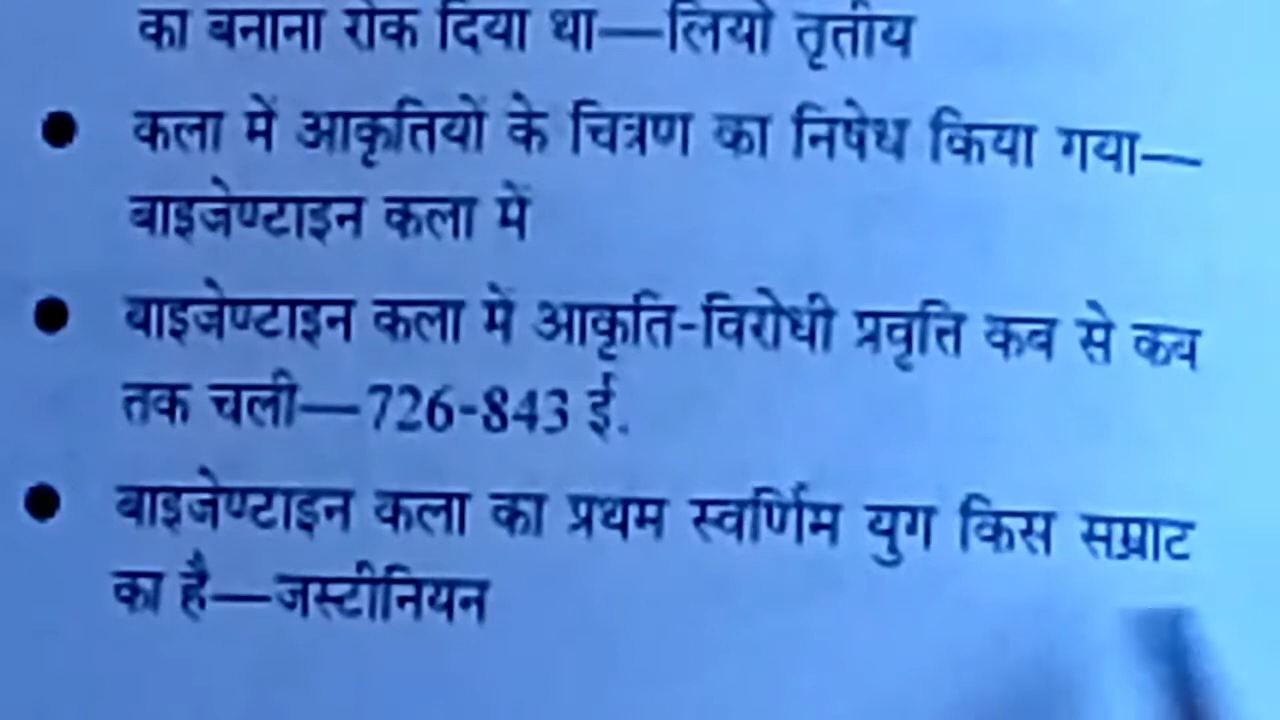 का बनाना रोक दिया था—लियो तृतीय
● कला में आकृतियों के चित्रण का निषेध किया गया—
बाइजेण्टाइन कला में
● बाइजेण्टाइन कला में आकृति-विरोधी प्रवृत्ति कब से कब
तक चली—726-843 ई.
● बाइजेण्टाइन कला का प्रथम स्वर्णिम युग किस सम्राट
का है—जस्टीनियन